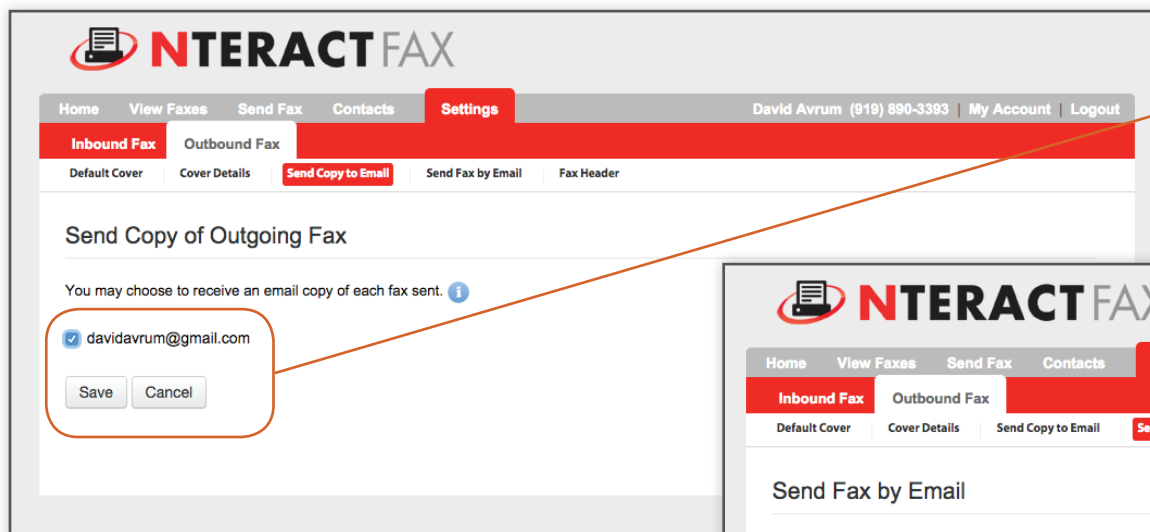 NTERACTFAX
Home View Faxes Send Fax Contacts Settings David Avrum (919) 890-3393 | My Account | Logout
Inbound Fax Outbound Fax
Default Cover Cover Details Send Copy to Email Send Fax by Email Fax Header
Send Copy of Outgoing Fax
You may choose to receive an email copy of each fax sent. i
davidavrum@gmail.com
Save Cancel
NTERACTFAX
Home View Faxes Send Fax Contacts
Inbound Fax Outbound Fax
Default Cover Cover Details Send Copy to Email Se
Send Fax by Email